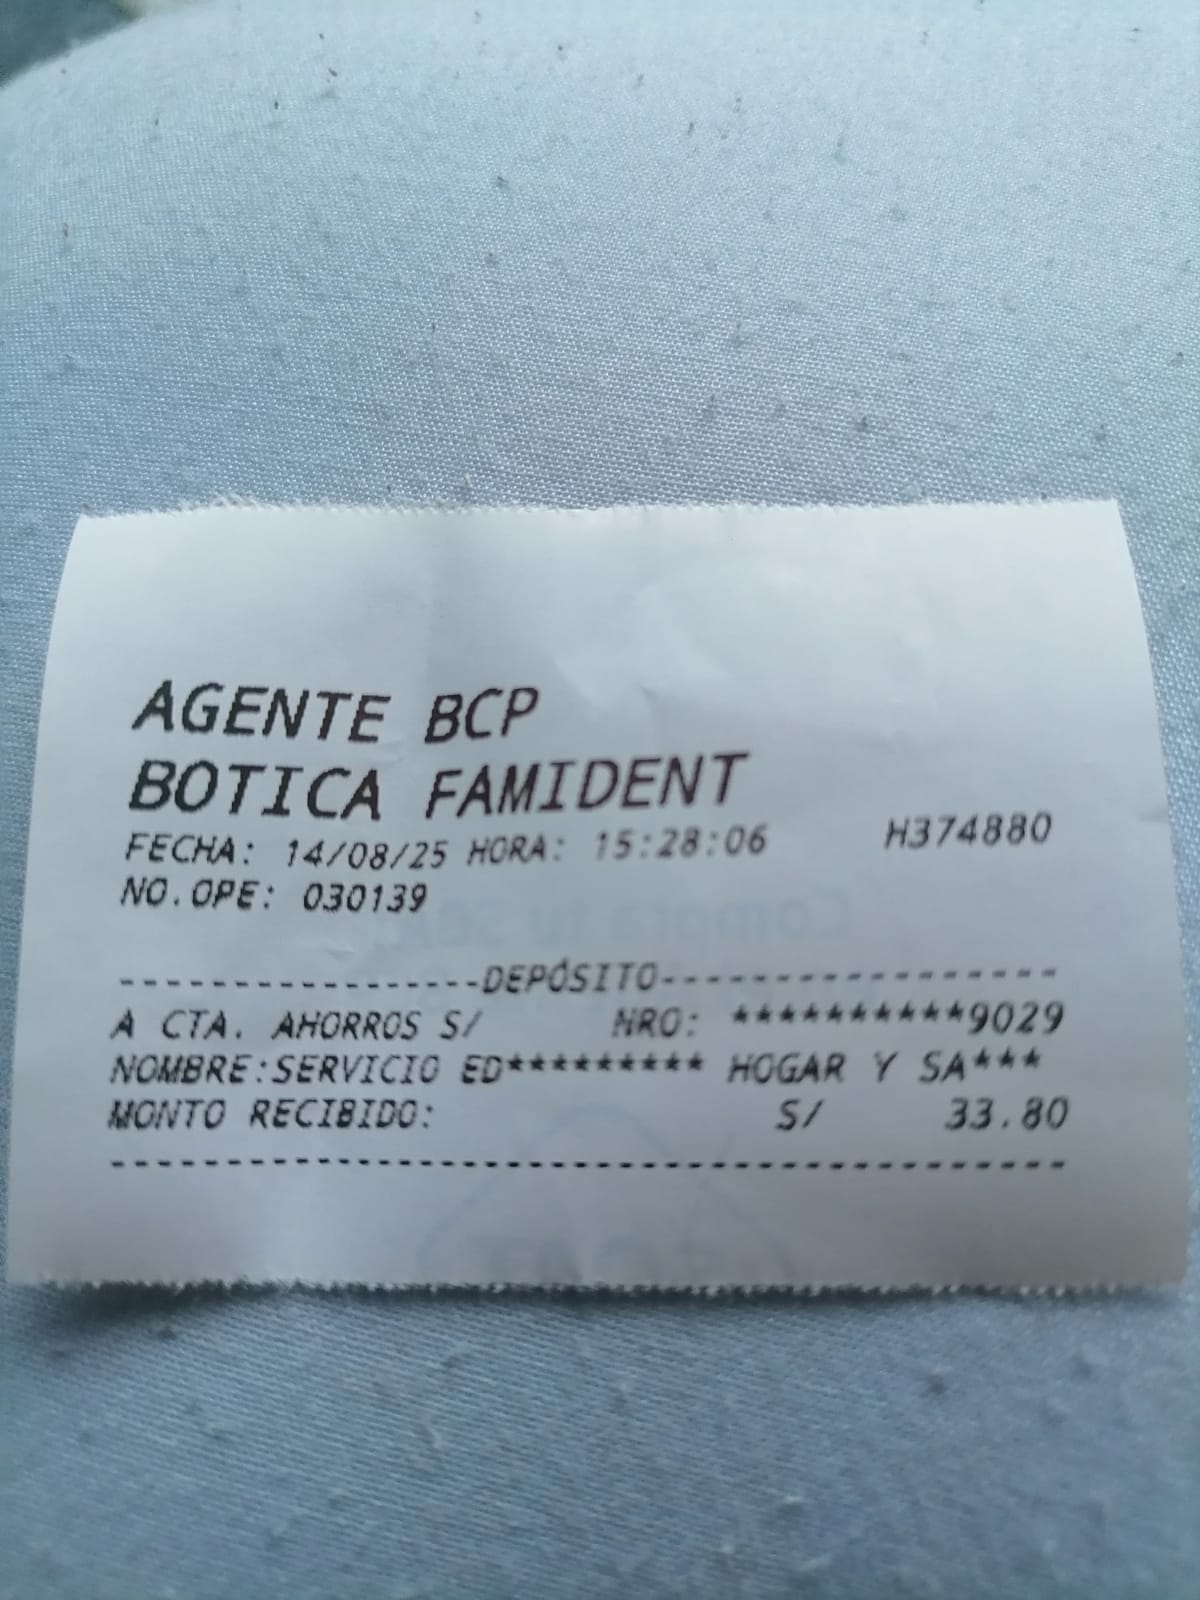 AGENTE BCP
BOTICA FAMIDENT
FECHA: 14/08/25 HORA: 15:28:06 H374880
NO.OPE: 030139
-----------------DEPÓSITO-------------------
A CTA. AHORROS S/ NRO: **********9029
NOMBRE:SERVICIO ED********* HOGAR Y SA***
MONTO RECIBIDO: S/ 33.80
--------------------------------------------